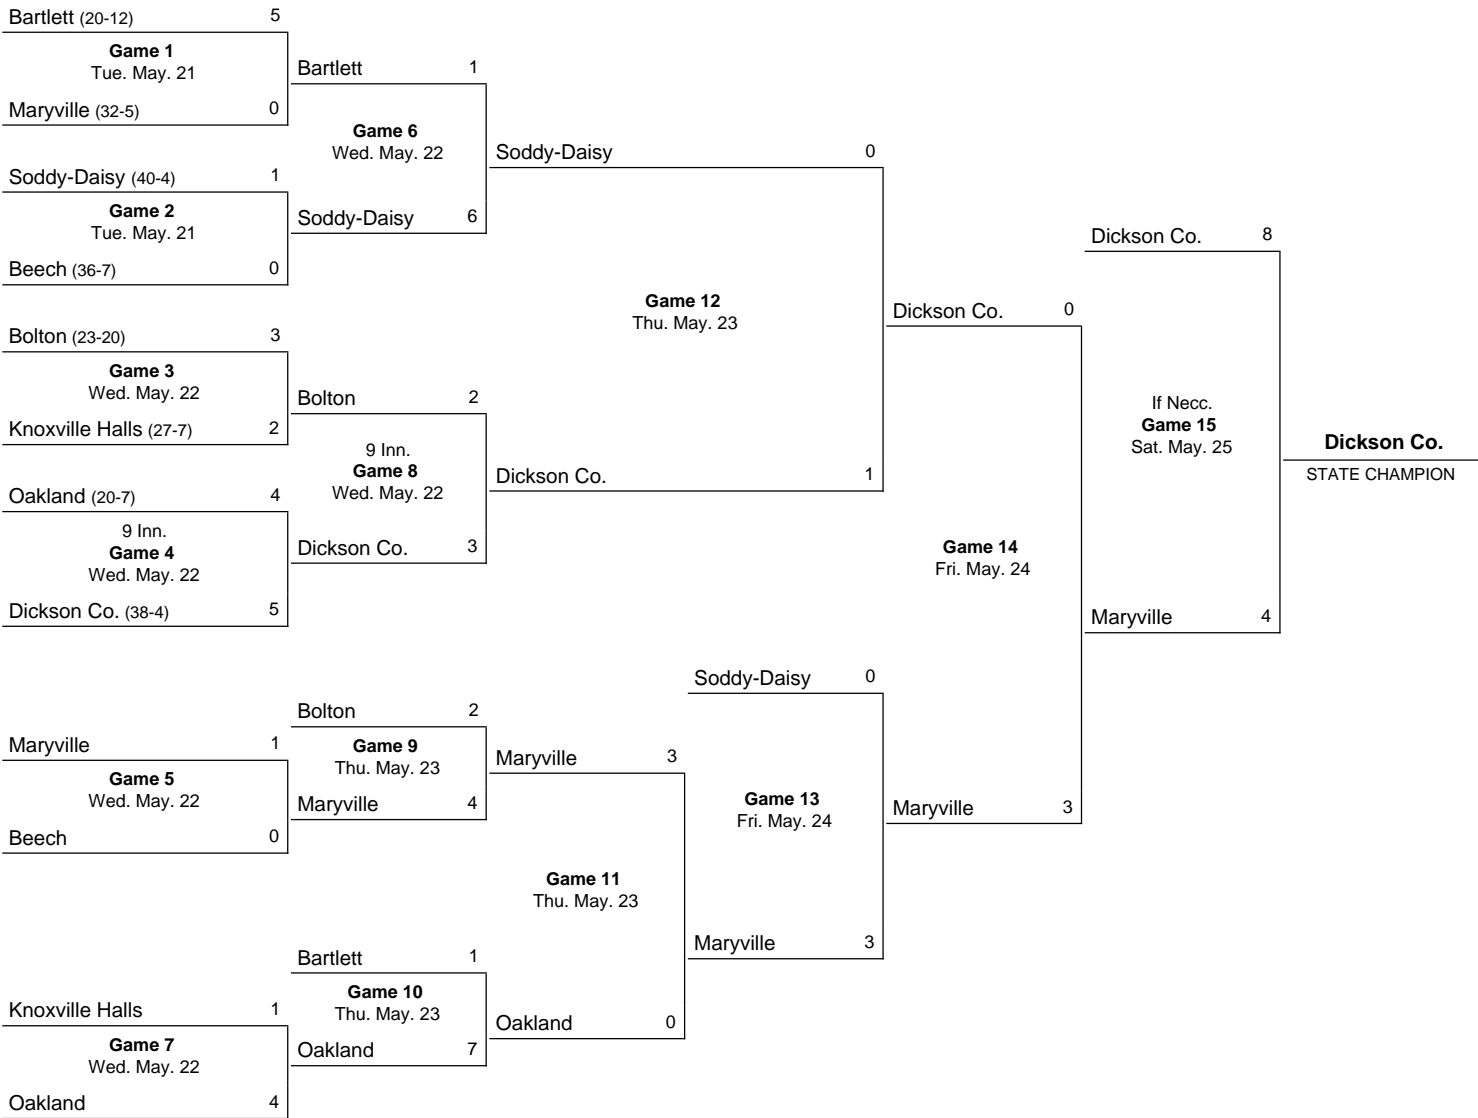 Bartlett (20-12) 5
Game 1
Tue. May. 21
Maryville (32-5) 0
Soddy-Daisy (40-4) 1
Game 2
Tue. May. 21
Beech (36-7) 0
Bolton (23-20) 3
Game 3
Wed. May. 22
Knoxville Halls (27-7) 2
Oakland (20-7) 4
9 Inn.
Game 4
Wed. May. 22
Dickson Co. (38-4) 5
Bartlett 1
Game 6
Wed. May. 22
Soddy-Daisy 6
Bolton 2
9 Inn.
Game 8
Wed. May. 22
Dickson Co. 3
Soddy-Daisy 0
Game 12
Thu. May. 23
Dickson Co. 1
Dickson Co. 0
Game 14
Fri. May. 24
Maryville 3
Dickson Co. 8
If Necc.
Game 15
Sat. May. 25
Maryville 4
Dickson Co.
STATE CHAMPION
Maryville 1
Game 5
Wed. May. 22
Beech 0
Knoxville Halls 1
Game 7
Wed. May. 22
Oakland 4
Bolton 2
Game 9
Thu. May. 23
Maryville 4
Bartlett 1
Game 10
Thu. May. 23
Oakland 7
Maryville 3
Game 11
Thu. May. 23
Oakland 0
Soddy-Daisy 0
Game 13
Fri. May. 24
Maryville 3